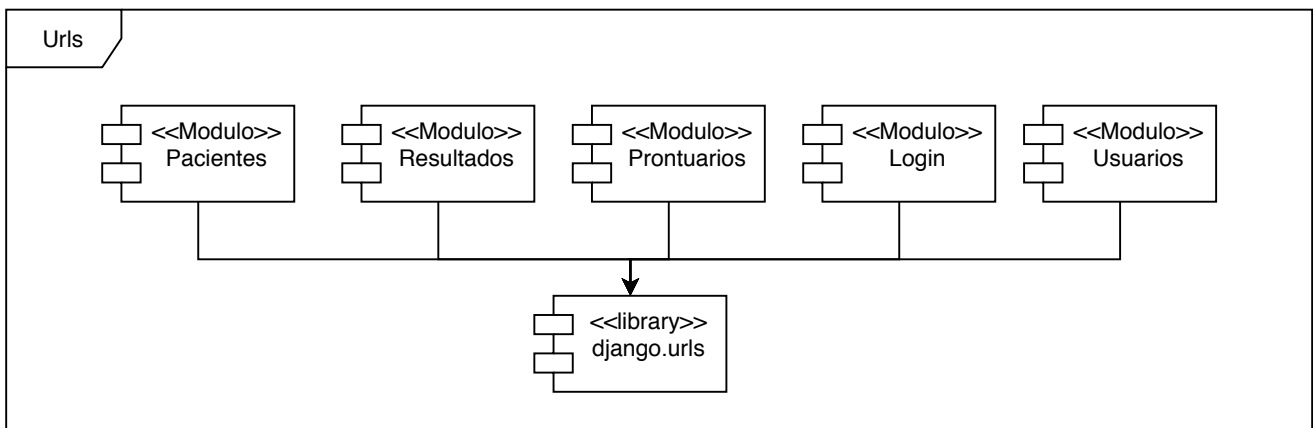 Urls
<<Modulo>>
Pacientes
<<Modulo>>
Resultados
<<Modulo>>
Prontuarios
<<Modulo>>
Login
<<Modulo>>
Usuarios
<<library>>
django.urls